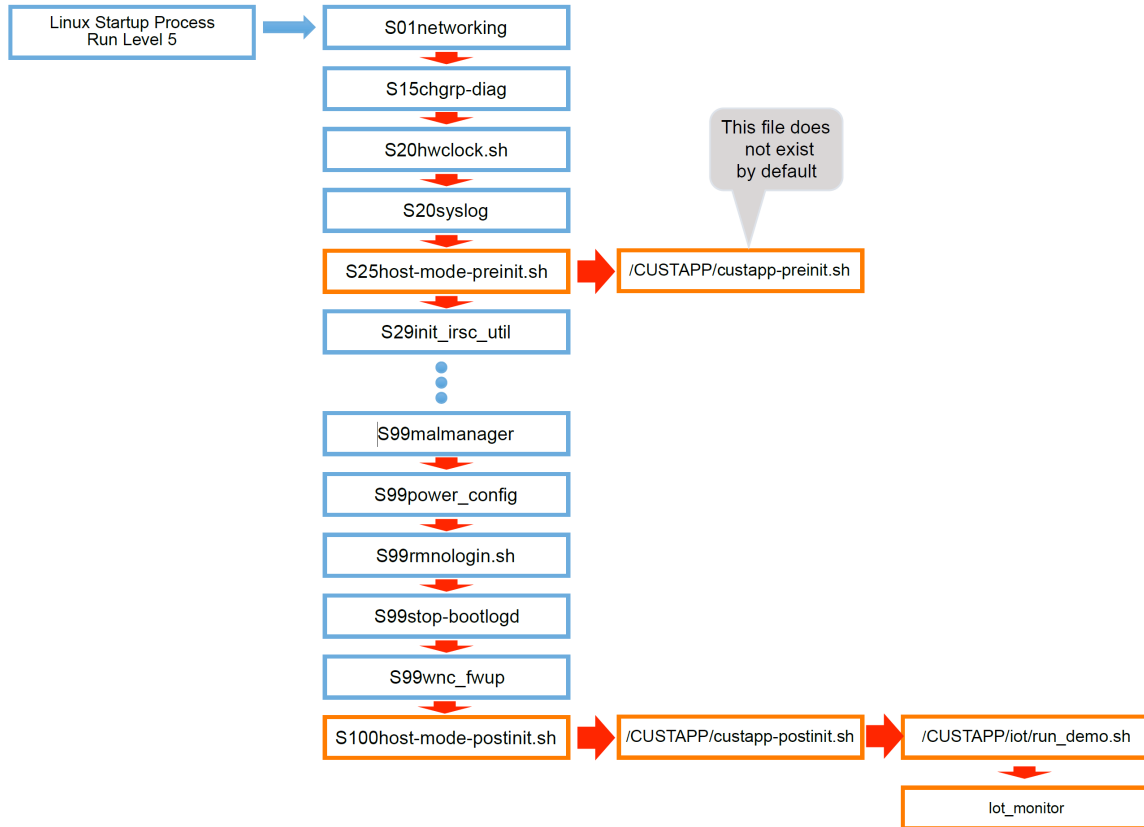 Linux Startup Process
Run Level 5
S01networking
S15chgrp-diag
S20hwclock.sh
This file does
not exist
by default
S20syslog
S25host-mode-preinit.sh
/CUSTAPP/custapp-preinit.sh
S29init_irsc_util
S99malmanager
S99power_config
S99rmnologin.sh
S99stop-bootlogd
S99wnc_fwup
S100host-mode-postinit.sh
/CUSTAPP/custapp-postinit.sh
/CUSTAPP/iot/run_demo.sh
Iot_monitor